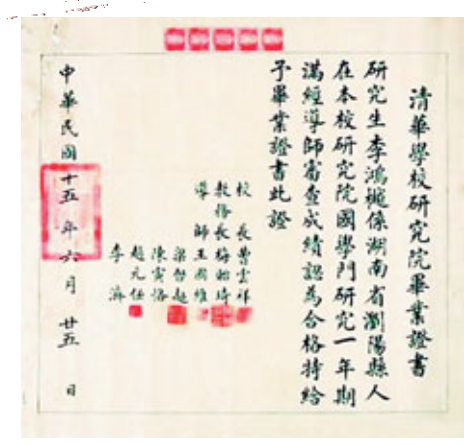 清華學校研究院畢業證書
研究生李鴻樾係湖南省瀏陽縣人
在本校研究院國學門研究一年期
滿經導師審查成績認為合格特給
予畢業證書此證
校長曹雲祥
教務長梅貽琦
導師王國維
梁啓超
陳寅恪
趙元任
李濟
中華民國十五年六月廿五日